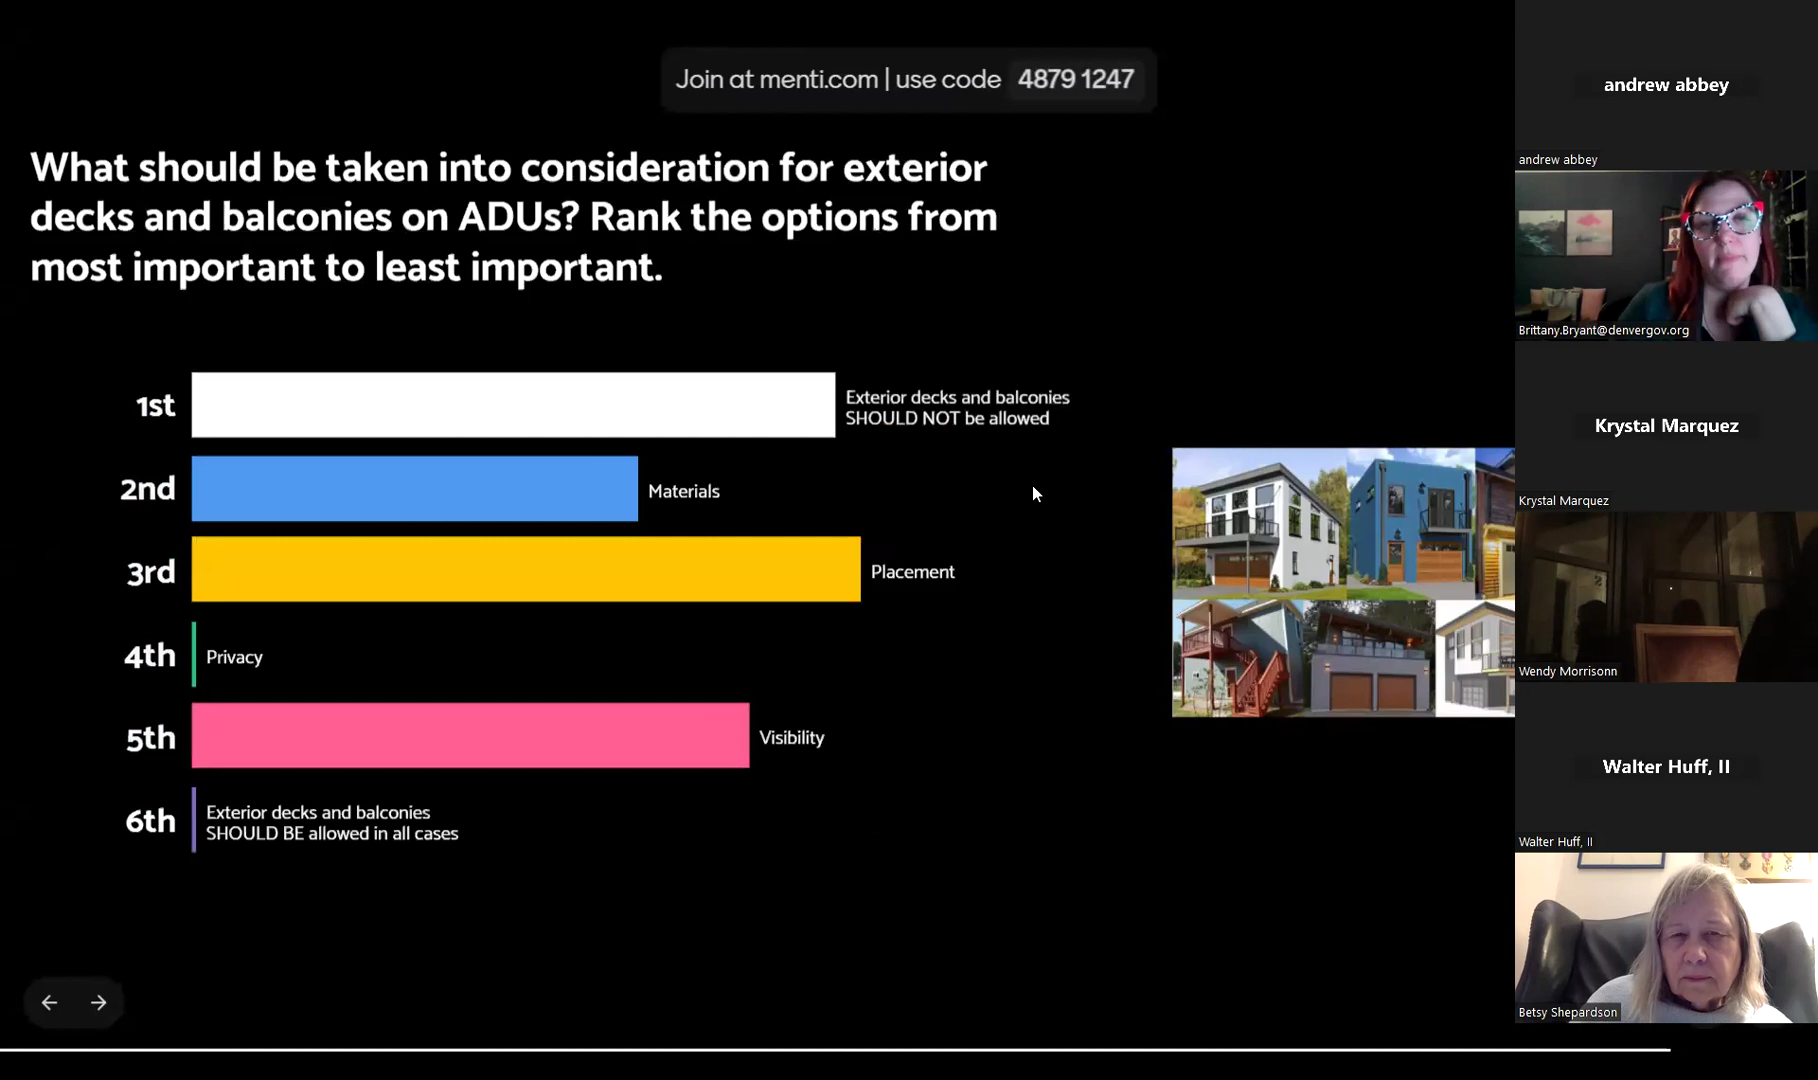 Join at menti.com | use code 4879 1247
What should be taken into consideration for exterior
decks and balconies on ADUs? Rank the options from
most important to least important.
1st
Exterior decks and balconies
SHOULD NOT be allowed
2nd
Materials
3rd
Placement
4th
Privacy
5th
Visibility
6th
Exterior decks and balconies
SHOULD BE allowed in all cases
andrew abbey
andrew abbey
Brittany.Bryant@denvergov.org
Krystal Marquez
Krystal Marquez
Wendy Morrisonn
Walter Huff, II
Walter Huff, II
Betsy Shepardson